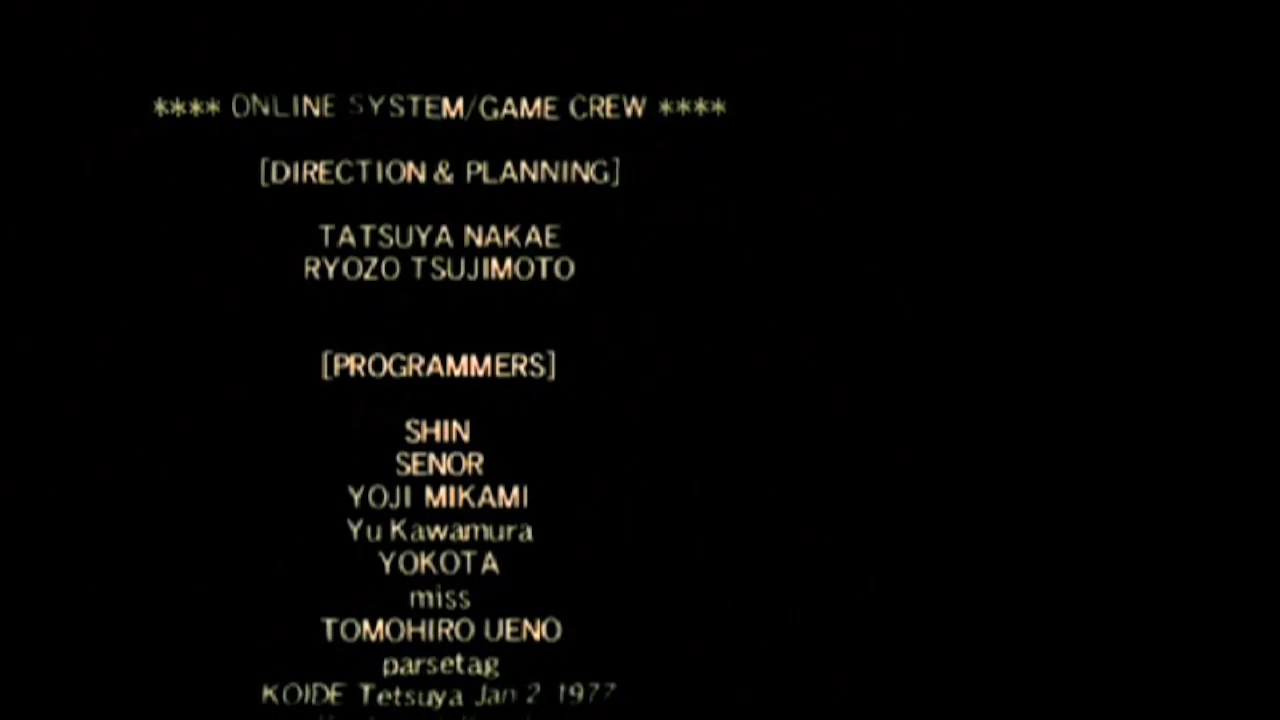 **** ONLINE SYSTEM/GAME CREW ****
[DIRECTION & PLANNING]
TATSUYA NAKAE
RYOZO TSUJIMOTO
[PROGRAMMERS]
SHIN
SENOR
YOJI MIKAMI
Yu Kawamura
YOKOTA
miss
TOMOHIRO UENO
parsetag
KOIDE Tetsuya Jan 2 1977